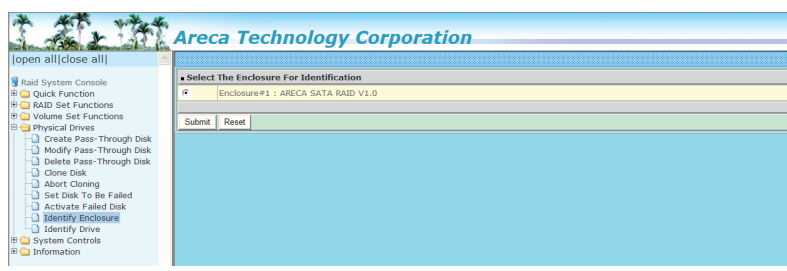 Areca Technology Corporation
|open all|close all|
Raid System Console
Quick Function
RAID Set Functions
Volume Set Functions
Physical Drives
Create Pass-Through Disk
Modify Pass-Through Disk
Delete Pass-Through Disk
Clone Disk
Abort Cloning
Set Disk To Be Failed
Activate Failed Disk
Identify Enclosure
Identify Drive
System Controls
Information
Select The Enclosure For Identification
Enclosure#1 : ARECA SATA RAID V1.0
Submit Reset